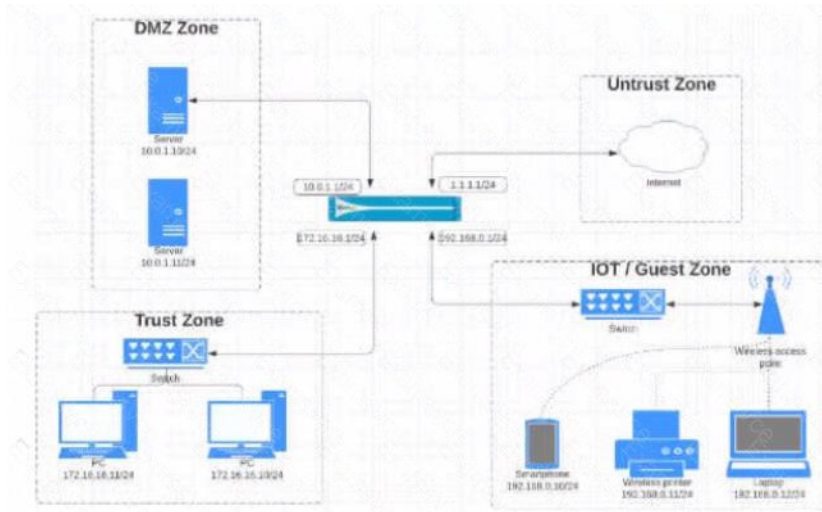 DMZ Zone
Server
10.0.1.10/24
Server
10.0.1.11/24
Untrust Zone
Internet
10.0.1.1/24
1.1.1.1/24
172.16.16.1/24
192.168.0.1/24
Trust Zone
Switch
PC
172.16.16.11/24
PC
172.16.16.10/24
IOT / Guest Zone
Switch
Wireless access
point
Smartphone
192.168.0.10/24
Wireless printer
192.168.0.11/24
Laptop
192.168.0.12/24